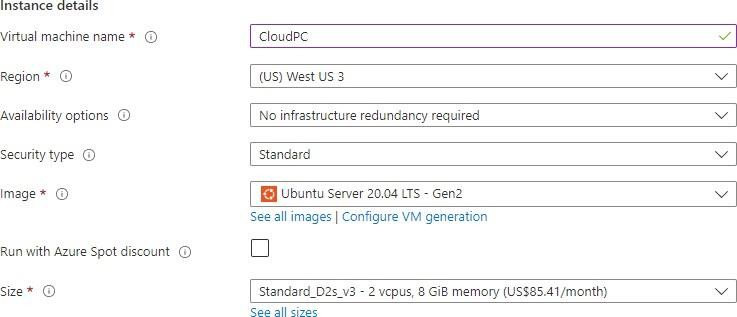 Instance details
Virtual machine name * CloudPC
Region * (US) West US 3
Availability options No infrastructure redundancy required
Security type Standard
Image * Ubuntu Server 20.04 LTS - Gen2
See all images | Configure VM generation
Run with Azure Spot discount
Size * Standard_D2s_v3 - 2 vcpus, 8 GiB memory (US$85.41/month)
See all sizes